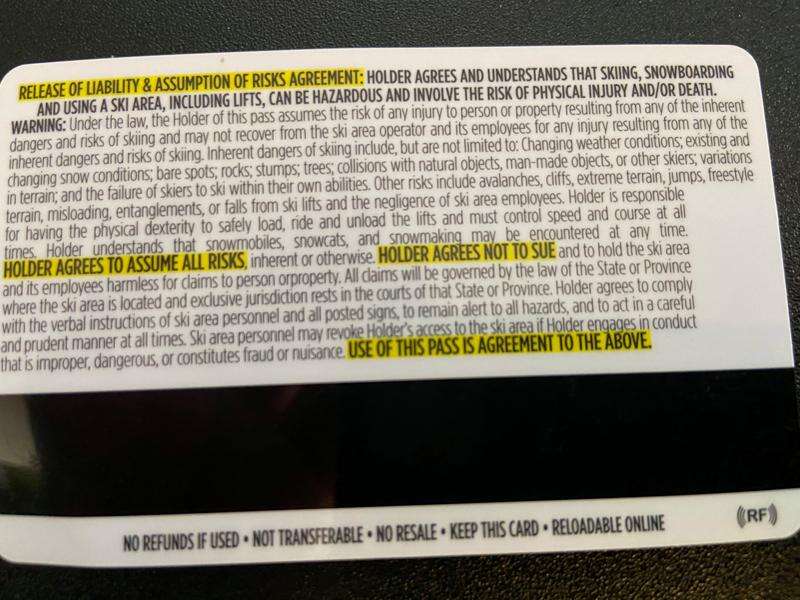 RELEASE OF LIABILITY & ASSUMPTION OF RISKS AGREEMENT: HOLDER AGREES AND UNDERSTANDS THAT SKIING, SNOWBOARDING
AND USING A SKI AREA, INCLUDING LIFTS, CAN BE HAZARDOUS AND INVOLVE THE RISK OF PHYSICAL INJURY AND/OR DEATH.
WARNING: Under the law, the Holder of this pass assumes the risk of any injury to person or property resulting from any of the inherent
dangers and risks of skiing and may not recover from the ski area operator and its employees for any injury resulting from any of the
inherent dangers and risks of skiing. Inherent dangers of skiing include, but are not limited to: Changing weather conditions; existing and
changing snow conditions; bare spots; rocks; stumps; trees; collisions with natural objects, man-made objects, or other skiers; variations
in terrain; and the failure of skiers to ski within their own abilities. Other risks include avalanches, cliffs, extreme terrain, jumps, freestyle
terrain, misloading, entanglements, or falls from ski lifts and the negligence of ski area employees. Holder is responsible
for having the physical dexterity to safely load, ride and unload the lifts and must control speed and course at all
times. Holder understands that snowmobiles, snowcats, and snowmaking may be encountered at any time.
HOLDER AGREES TO ASSUME ALL RISKS, inherent or otherwise. HOLDER AGREES NOT TO SUE and to hold the ski area
and its employees harmless for claims to person orproperty. All claims will be governed by the law of the State or Province
where the ski area is located and exclusive jurisdiction rests in the courts of that State or Province. Holder agrees to comply
with the verbal instructions of ski area personnel and all posted signs, to remain alert to all hazards, and to act in a careful
and prudent manner at all times. Ski area personnel may revoke Holder's access to the ski area if Holder engages in conduct
that is improper, dangerous, or constitutes fraud or nuisance. USE OF THIS PASS IS AGREEMENT TO THE ABOVE.
NO REFUNDS IF USED • NOT TRANSFERABLE • NO RESALE • KEEP THIS CARD • RELOADABLE ONLINE
((RF))